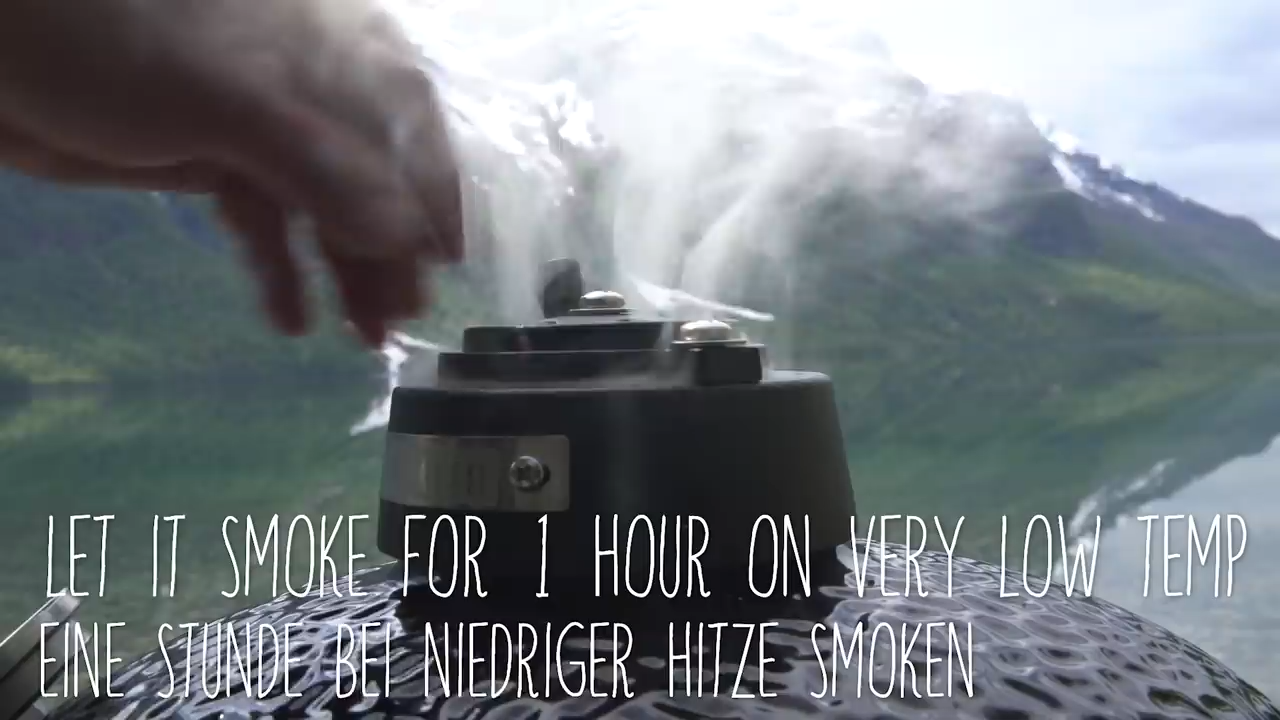 LET IT SMOKE FOR 1 HOUR ON VERY LOW TEMP
EINE STUNDE BEI NIEDRIGER HITZE SMOKEN